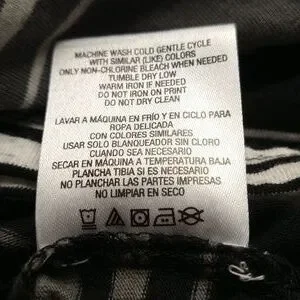 MACHINE WASH COLD GENTLE CYCLE
WITH SIMILAR (LIKE) COLORS
ONLY NON-CHLORINE BLEACH WHEN NEEDED
TUMBLE DRY LOW
WARM IRON IF NEEDED
DO NOT IRON ON PRINT
DO NOT DRY CLEAN
LAVAR A MÁQUINA EN FRÍO Y EN CICLO PARA
ROPA DELICADA
CON COLORES SIMILARES
USAR SOLO BLANQUEADOR SIN CLORO
CUANDO SEA NECESARIO
SECAR EN MÁQUINA A TEMPERATURA BAJA
PLANCHA TIBIA SI ES NECESARIO
NO PLANCHAR LAS PARTES IMPRESAS
NO LIMPIAR EN SECO